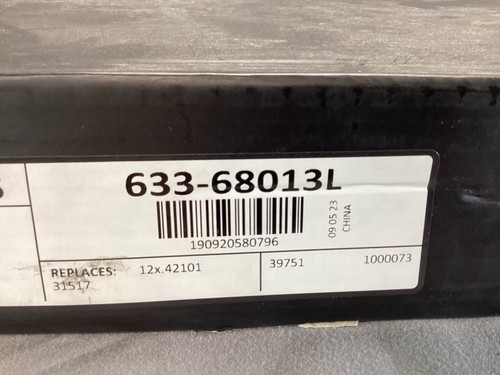 633-68013L
190920580796
09 05 23
CHINA
REPLACES: 12x.42101 39751 1000073
31517